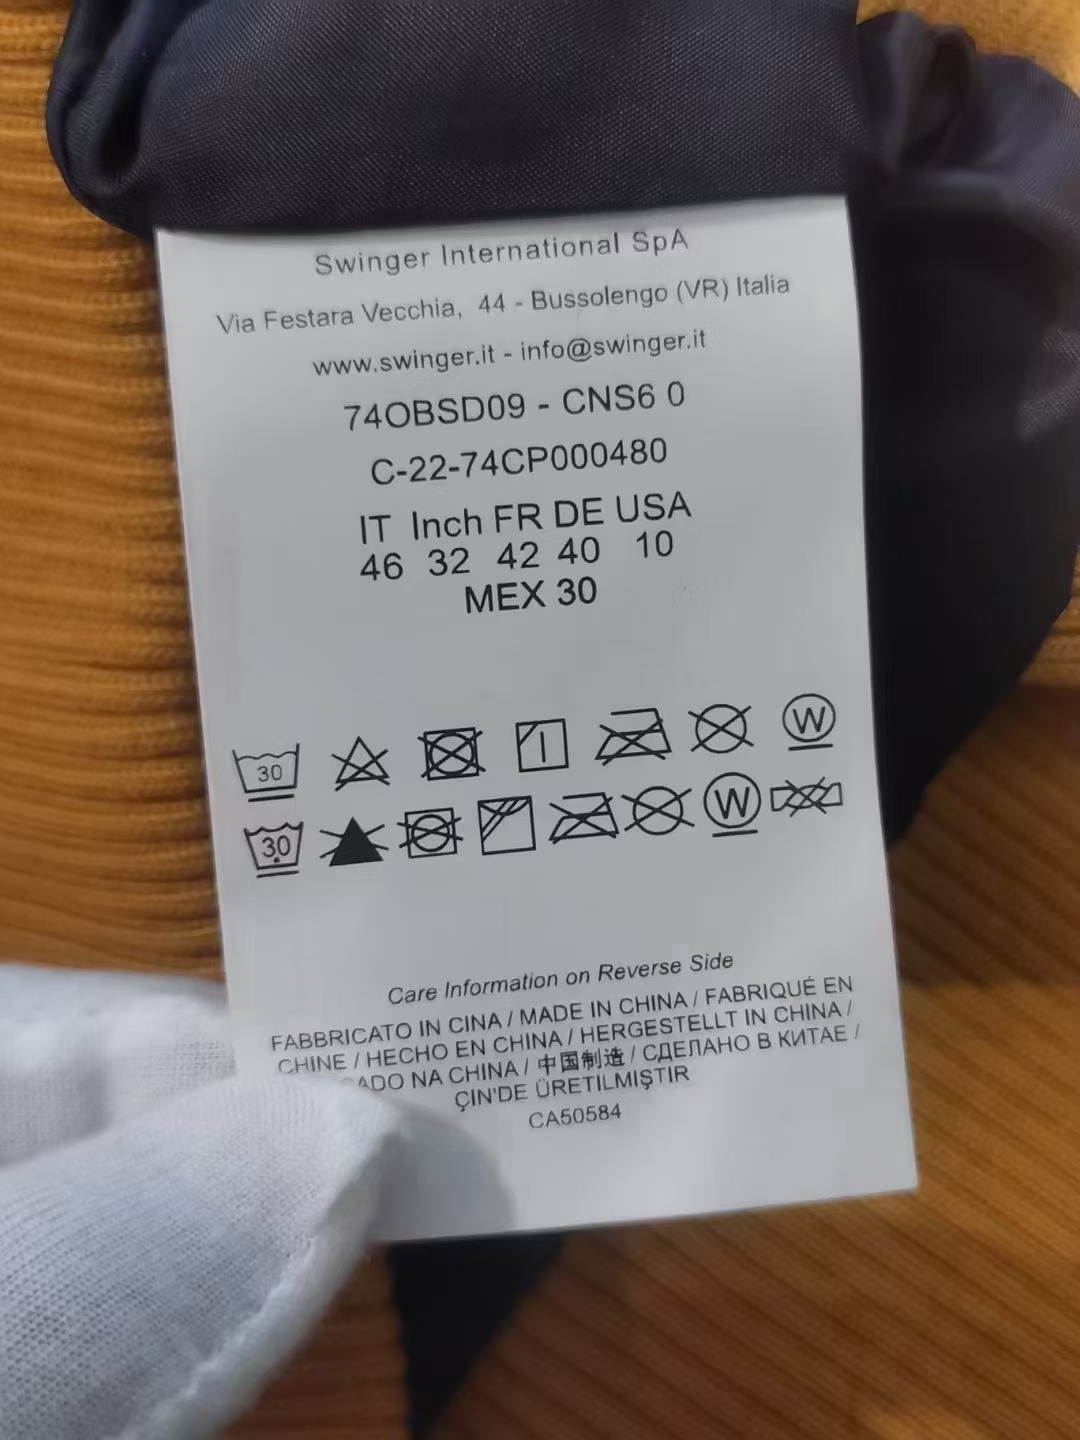 Swinger International SpA
Via Festara Vecchia, 44 - Bussolengo (VR) Italia
www.swinger.it - info@swinger.it
74OBSD09 - CNS6 0
C-22-74CP000480
IT Inch FR DE USA
46 32 42 40 10
MEX 30
30 W
30 W
Care Information on Reverse Side
FABBRICATO IN CINA / MADE IN CHINA / FABRIQUÉ EN
CHINE / HECHO EN CHINA / HERGESTELLT IN CHINA /
NA CHINA / 中国制造 / СДЕЛАНО В КИТАЕ /
ÇIN'DE ÜRETILMIŞTIR
CA50584